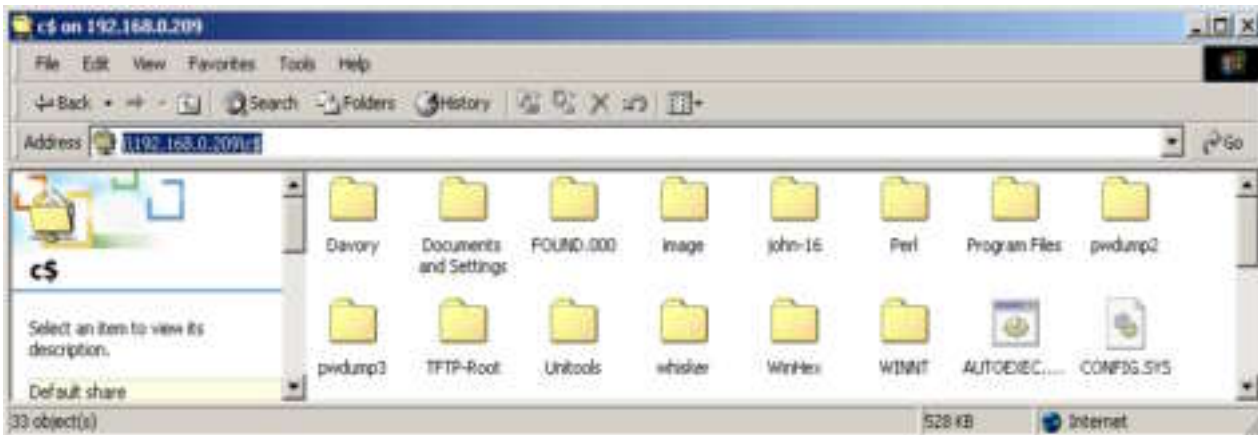 c$ on 192.168.0.209
File Edit View Favorites Tools Help
Back Search Folders History
Address \\192.168.0.209\c$ Go
c$
Select an item to view its
description.
Default share
Davory Documents and Settings FOUND.000 image john-16 Perl Program Files pwdump2
pwdump3 TFTP-Root Unitools whisker WinHex WINNT AUTOEXEC.... CONFIG.SYS
33 object(s) 528 KB Internet